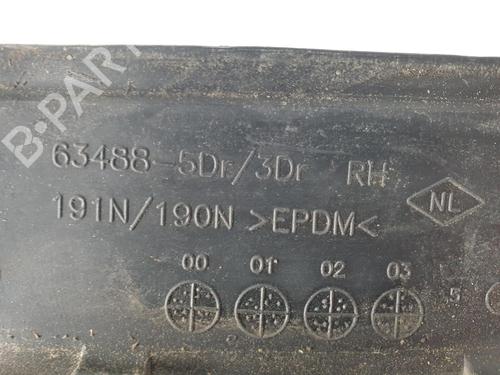 B-PARTS
63488-5Dr/3Dr RH
191N/190N >EPDM<
NL
00 01 02 03
5